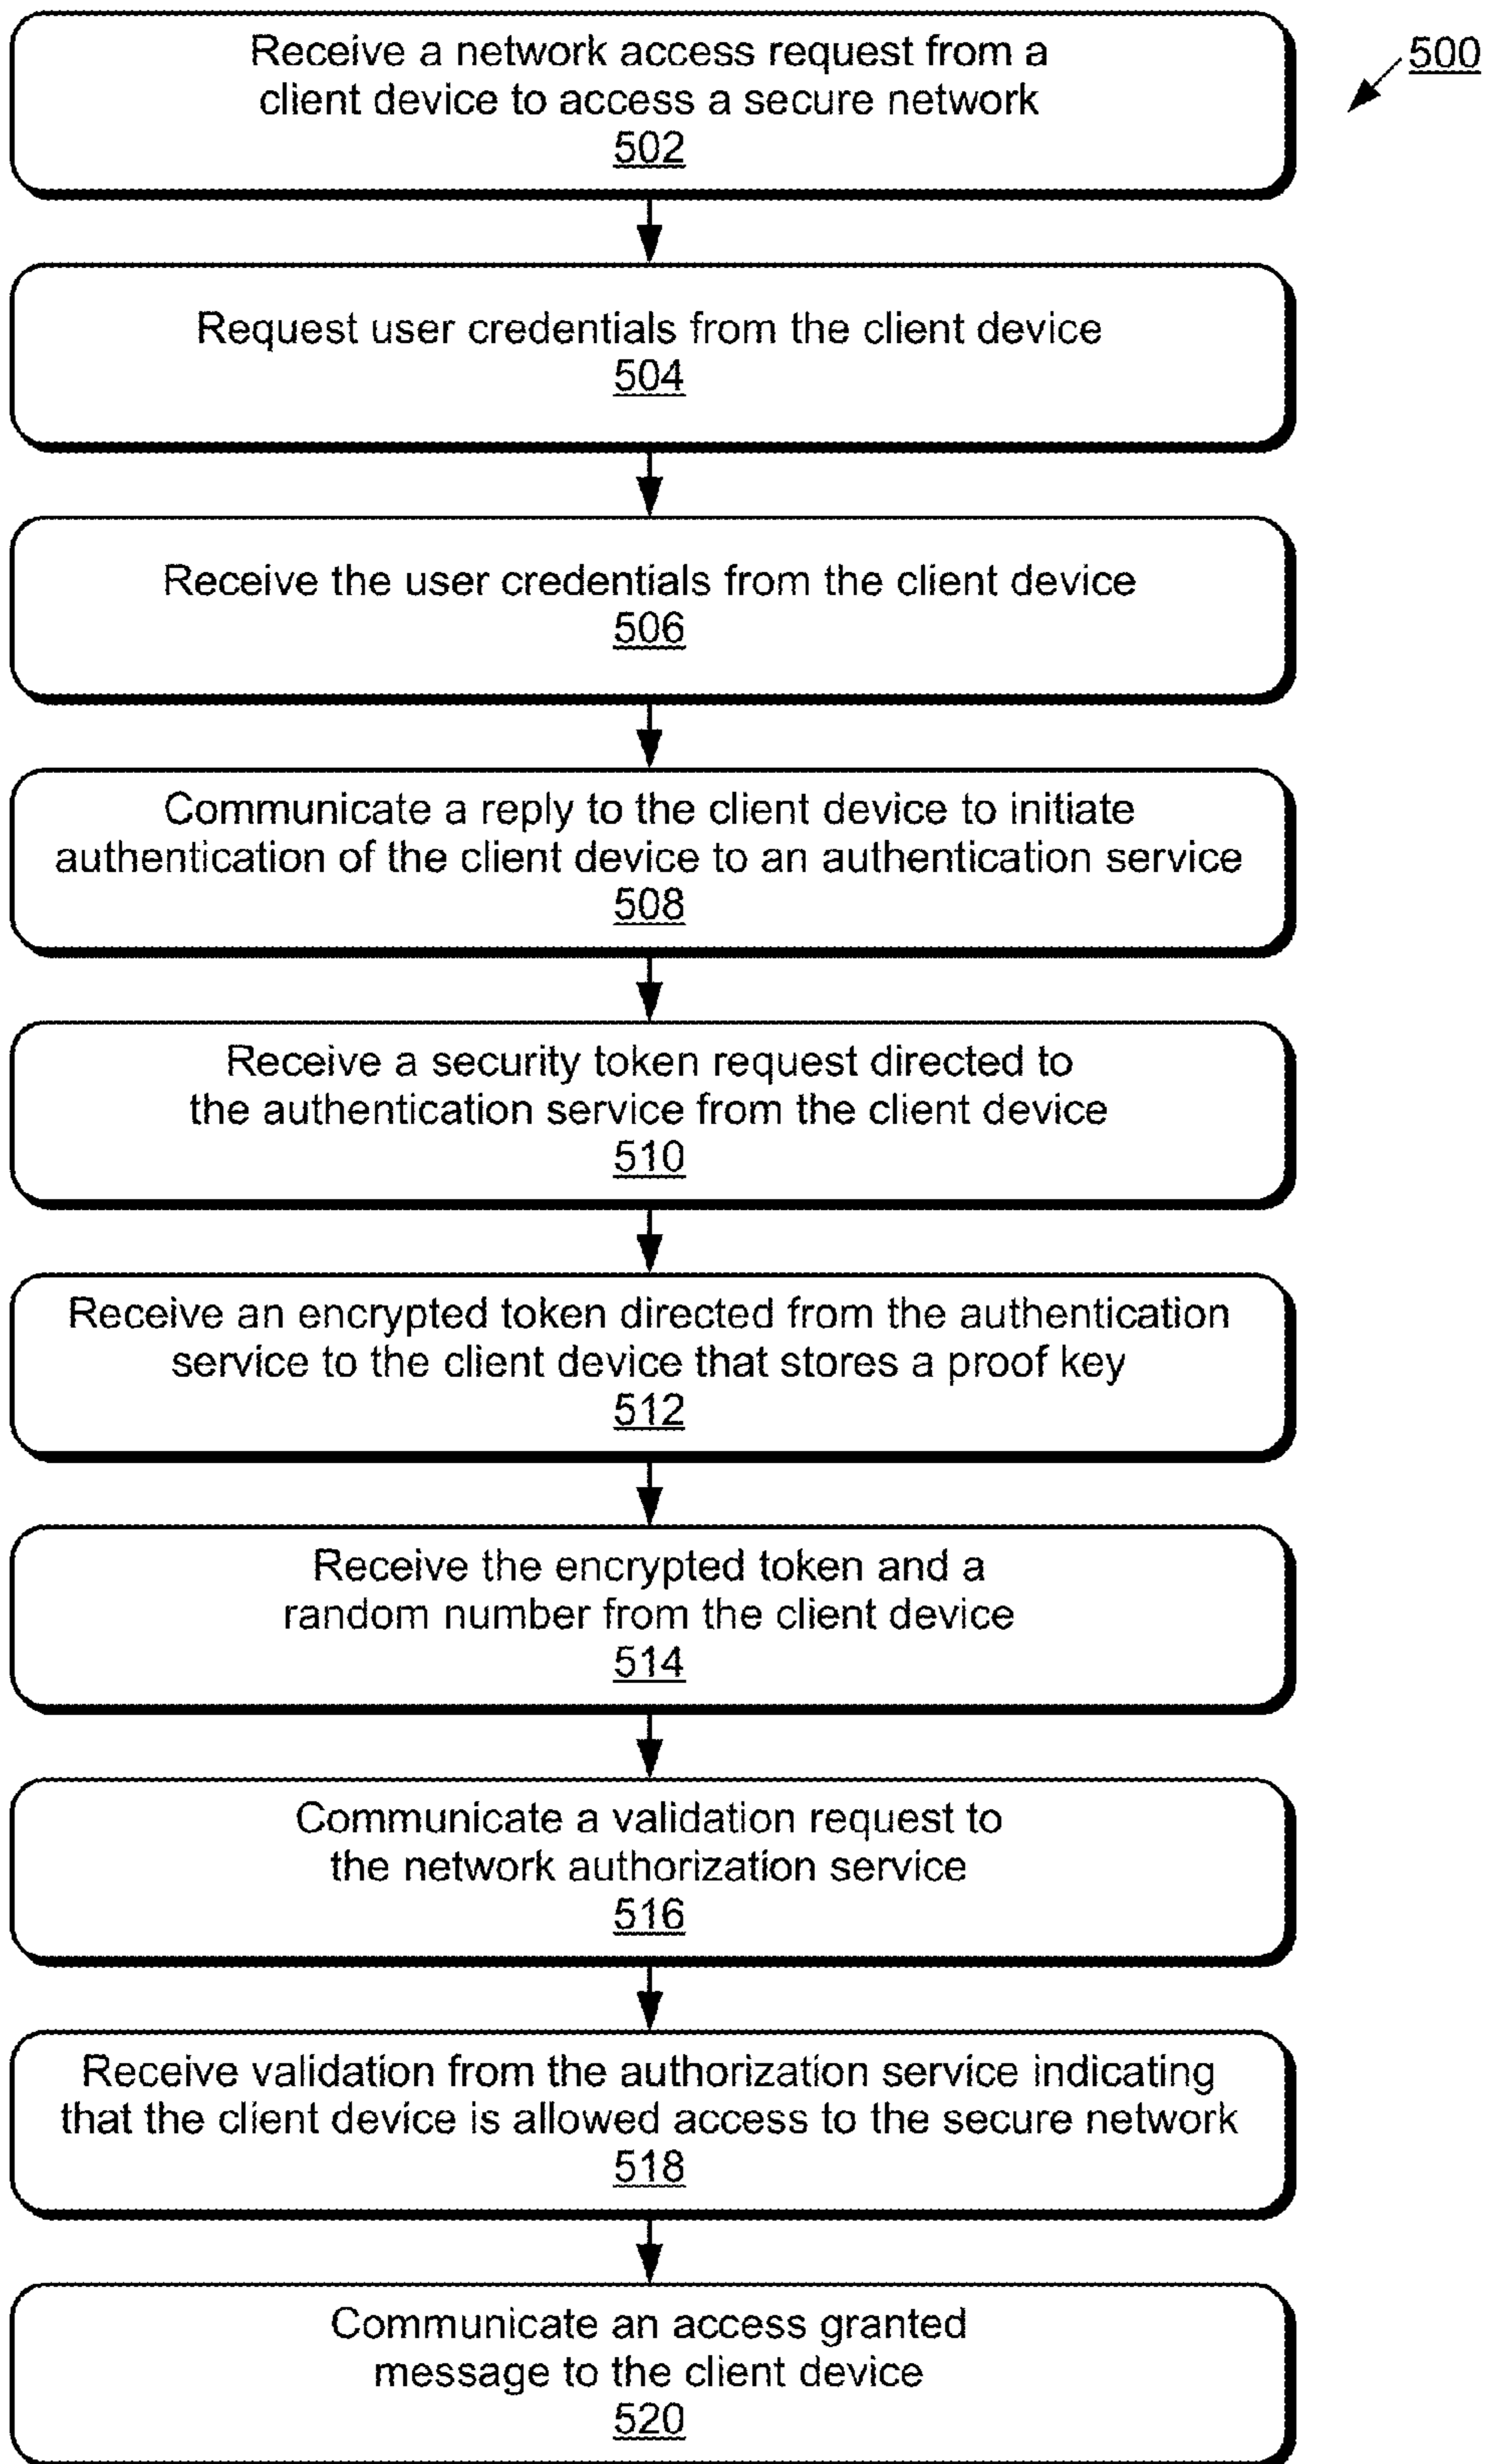 Receive a network access request from a
client device to access a secure network
502
500
Request user credentials from the client device
504
Receive the user credentials from the client device
506
Communicate a reply to the client device to initiate
authentication of the client device to an authentication service
508
Receive a security token request directed to
the authentication service from the client device
510
Receive an encrypted token directed from the authentication
service to the client device that stores a proof key
512
Receive the encrypted token and a
random number from the client device
514
Communicate a validation request to
the network authorization service
516
Receive validation from the authorization service indicating
that the client device is allowed access to the secure network
518
Communicate an access granted
message to the client device
520